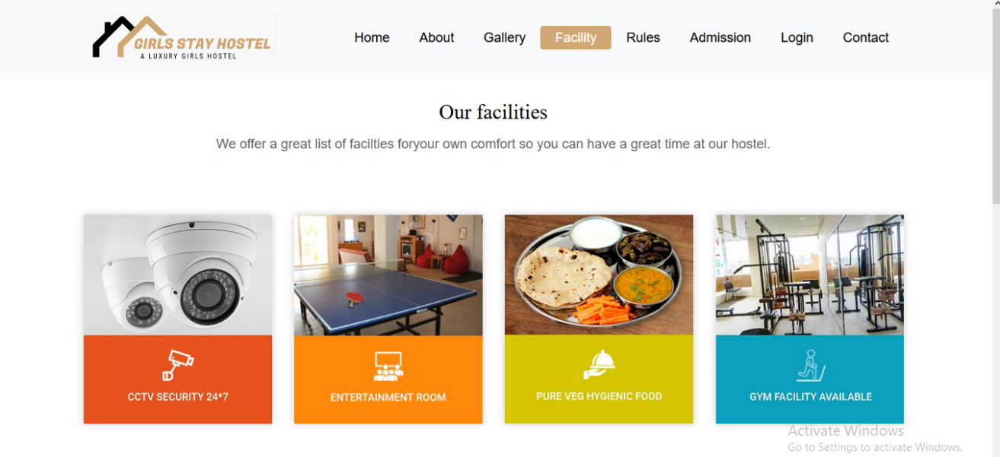 GIRLS STAY HOSTEL
A LUXURY GIRLS HOSTEL
Home About Gallery Facility Rules Admission Login Contact
Our facilities
We offer a great list of facilties foryour own comfort so you can have a great time at our hostel.
CCTV SECURITY 24*7
ENTERTAINMENT ROOM
PURE VEG HYGIENIC FOOD
GYM FACILITY AVAILABLE
Activate Windows
Go to Settings to activate Windows.